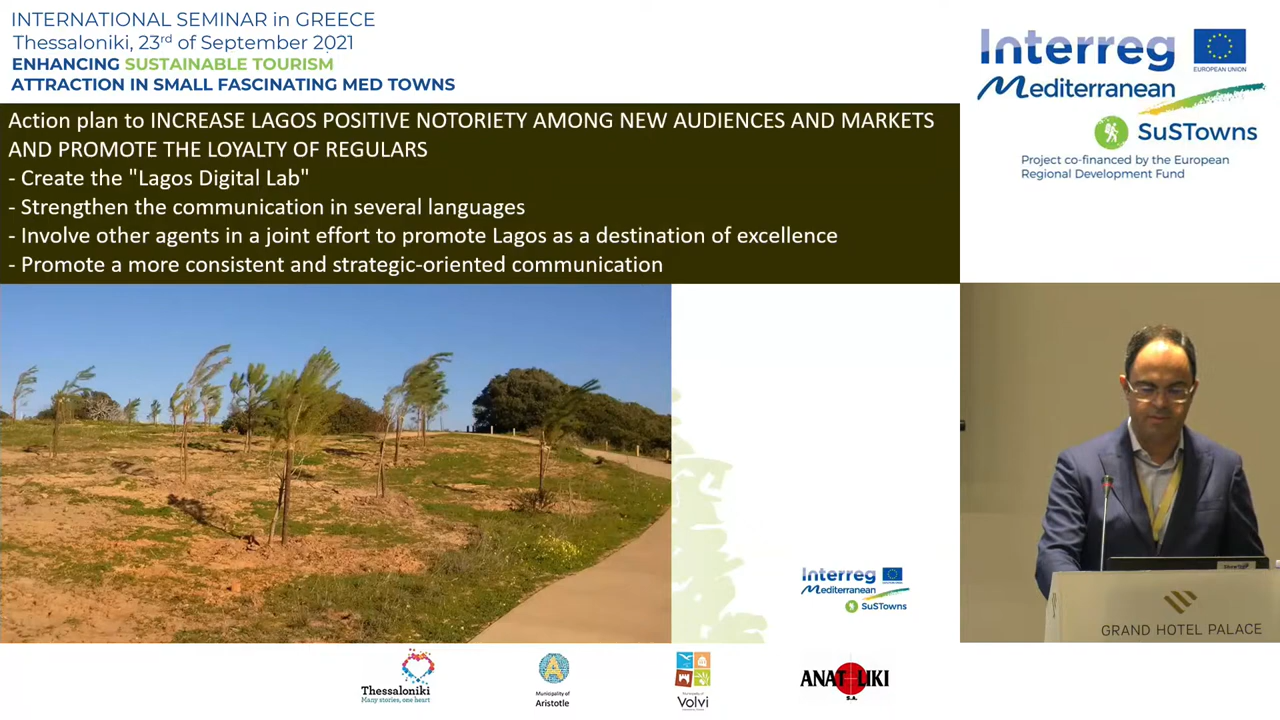 INTERNATIONAL SEMINAR in GREECE
Thessaloniki, 23rd of September 2021
ENHANCING SUSTAINABLE TOURISM
ATTRACTION IN SMALL FASCINATING MED TOWNS
Interreg
EUROPEAN UNION
Mediterranean
SuSTowns
Project co-financed by the European
Regional Development Fund
Action plan to INCREASE LAGOS POSITIVE NOTORIETY AMONG NEW AUDIENCES AND MARKETS
AND PROMOTE THE LOYALTY OF REGULARS
- Create the "Lagos Digital Lab"
- Strengthen the communication in several languages
- Involve other agents in a joint effort to promote Lagos as a destination of excellence
- Promote a more consistent and strategic-oriented communication
Interreg
Mediterranean
SuSTowns
GRAND HOTEL PALACE
Thessaloniki
Many stories, one heart
Municipality of
Aristotle
Volvi
ANATOLIKI
S.A.